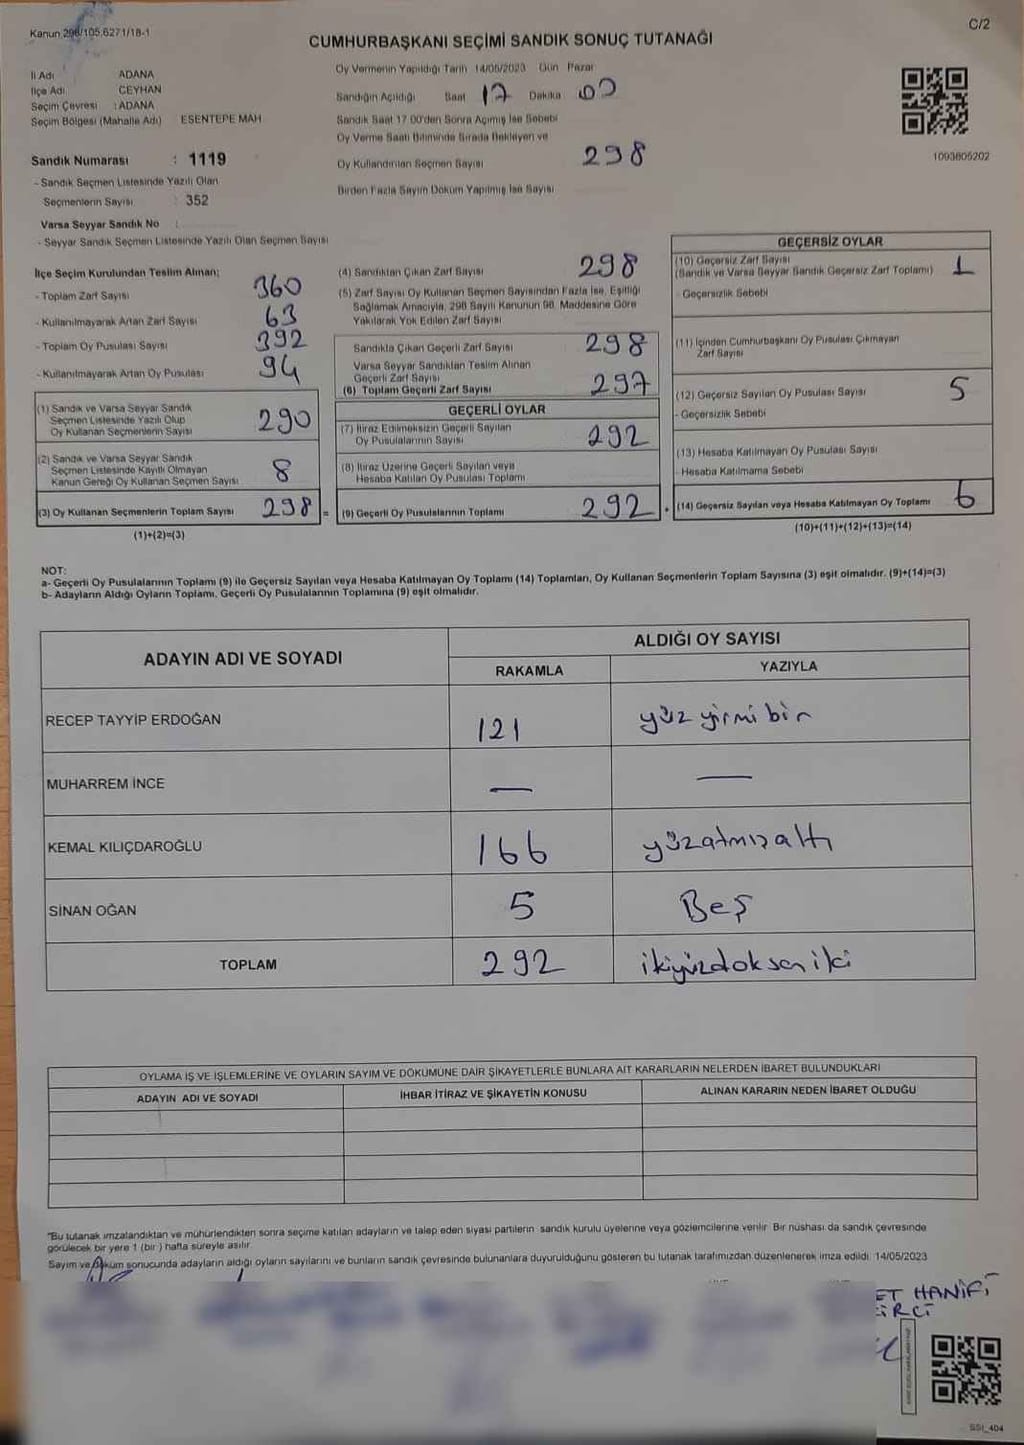 Kanun 298/105,6271/18-1
C/2
CUMHURBAŞKANI SEÇİMİ SANDIK SONUÇ TUTANAĞI
İl Adı ADANA
İlçe Adı CEYHAN
Seçim Çevresi : ADANA
Seçim Bölgesi (Mahalle Adı) ESENTEPE MAH
Oy Vermenin Yapıldığı Tarih 14/05/2023 Gün Pazar
Sandığın Açıldığı Saat 17 Dakika 00
Sandık Saat 17.00'den Sonra Açılmış İse Sebebi
Oy Verme Saati Bitiminde Sırada Bekleyen ve
Oy Kullandırılan Seçmen Sayısı 298
Birden Fazla Sayım Döküm Yapılmış İse Sayısı
1093805202
Sandık Numarası : 1119
- Sandık Seçmen Listesinde Yazılı Olan
Seçmenlerin Sayısı : 352
Varsa Seyyar Sandık No :
- Seyyar Sandık Seçmen Listesinde Yazılı Olan Seçmen Sayısı
İlçe Seçim Kurulundan Teslim Alınan;
- Toplam Zarf Sayısı 360
- Kullanılmayarak Artan Zarf Sayısı 63
- Toplam Oy Pusulası Sayısı 392
- Kullanılmayarak Artan Oy Pusulası 94
(1) Sandık ve Varsa Seyyar Sandık
Seçmen Listesinde Yazılı Olup
Oy Kullanan Seçmenlerin Sayısı 290
(2) Sandık ve Varsa Seyyar Sandık
Seçmen Listesinde Kayıtlı Olmayan
Kanun Gereği Oy Kullanan Seçmen Sayısı 8
(3) Oy Kullanan Seçmenlerin Toplam Sayısı 298 =
(1)+(2)=(3)
(4) Sandıktan Çıkan Zarf Sayısı 298
(5) Zarf Sayısı Oy Kullanan Seçmen Sayısından Fazla İse, Eşitliği
Sağlamak Amacıyla, 298 Sayılı Kanunun 98. Maddesine Göre
Yakılarak Yok Edilen Zarf Sayısı
Sandıkta Çıkan Geçerli Zarf Sayısı 298
Varsa Seyyar Sandıktan Teslim Alınan
Geçerli Zarf Sayısı
(6) Toplam Geçerli Zarf Sayısı 297
GEÇERLİ OYLAR
(7) İtiraz Edilmeksizin Geçerli Sayılan
Oy Pusulalarının Sayısı 292
(8) İtiraz Üzerine Geçerli Sayılan veya
Hesaba Katılan Oy Pusulası Toplamı
(9) Geçerli Oy Pusulalarının Toplamı 292 +
GEÇERSİZ OYLAR
(10) Geçersiz Zarf Sayısı
(Sandık ve Varsa Seyyar Sandık Geçersiz Zarf Toplamı) 1
- Geçersizlik Sebebi
(11) İçinden Cumhurbaşkanı Oy Pusulası Çıkmayan
Zarf Sayısı
(12) Geçersiz Sayılan Oy Pusulası Sayısı 5
- Geçersizlik Sebebi
(13) Hesaba Katılmayan Oy Pusulası Sayısı
- Hesaba Katılmama Sebebi
(14) Geçersiz Sayılan veya Hesaba Katılmayan Oy Toplamı 6
(10)+(11)+(12)+(13)=(14)
NOT:
a- Geçerli Oy Pusulalarının Toplamı (9) ile Geçersiz Sayılan veya Hesaba Katılmayan Oy Toplamı (14) Toplamları, Oy Kullanan Seçmenlerin Toplam Sayısına (3) eşit olmalıdır. (9)+(14)=(3)
b- Adayların Aldığı Oyların Toplamı, Geçerli Oy Pusulalarının Toplamına (9) eşit olmalıdır.
ADAYIN ADI VE SOYADI
ALDIĞI OY SAYISI
RAKAMLA YAZIYLA
RECEP TAYYİP ERDOĞAN 121 yüz yirmi bir
MUHARREM İNCE — —
KEMAL KILIÇDAROĞLU 166 yüzatmışaltı
SİNAN OĞAN 5 Beş
TOPLAM 292 ikiyüzdoksaniki
OYLAMA İŞ VE İŞLEMLERİNE VE OYLARIN SAYIM VE DÖKÜMÜNE DAİR ŞİKAYETLERLE BUNLARA AİT KARARLARIN NELERDEN İBARET BULUNDUKLARI
ADAYIN ADI VE SOYADI İHBAR İTİRAZ VE ŞİKAYETİN KONUSU ALINAN KARARIN NEDEN İBARET OLDUĞU
"Bu tutanak imzalandıktan ve mühürlendikten sonra seçime katılan adayların ve talep eden siyasi partilerin sandık kurulu üyelerine veya gözlemcilerine verilir. Bir nüshası da sandık çevresinde
görülecek bir yere 1 (bir) hafta süreyle asılır.
Sayım ve döküm sonucunda adayların aldığı oyların sayılarını ve bunların sandık çevresinde bulunanlara duyurulduğunu gösteren bu tutanak tarafımızdan düzenlenerek imza edildi. 14/05/2023
ET HANİFİ
İRCİ
SSI_404